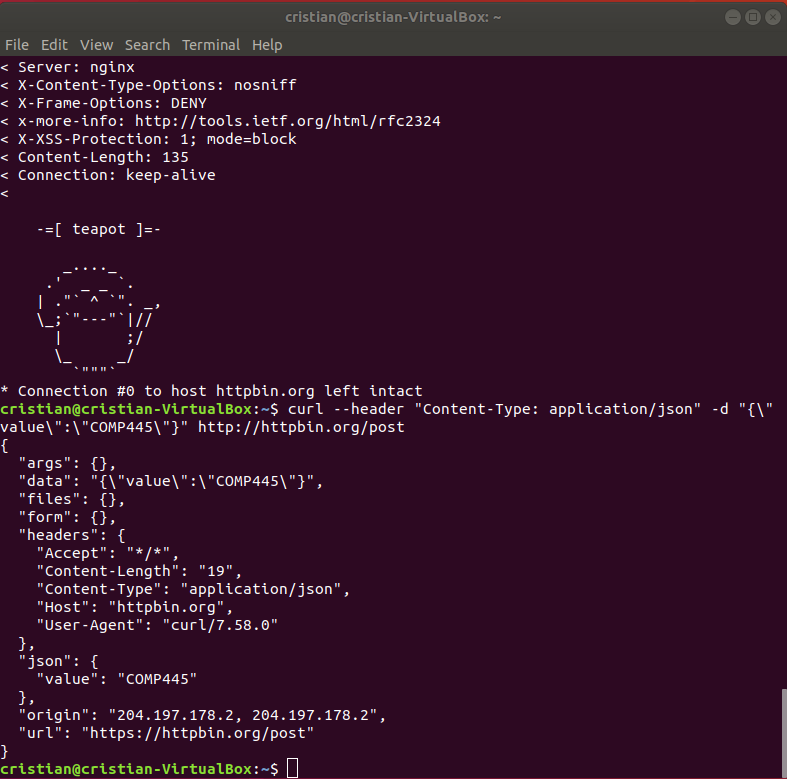 cristian@cristian-VirtualBox: ~
File Edit View Search Terminal Help
< Server: nginx
< X-Content-Type-Options: nosniff
< X-Frame-Options: DENY
< x-more-info: http://tools.ietf.org/html/rfc2324
< X-XSS-Protection: 1; mode=block
< Content-Length: 135
< Connection: keep-alive
<
    -=[ teapot ]=-

       _...._
     .'  _ _ `.
    | ."` ^ `". _,
    \_;`"---"`|//
      |       ;/
      \_     _/
        `"""`
* Connection #0 to host httpbin.org left intact
cristian@cristian-VirtualBox:~$ curl --header "Content-Type: application/json" -d "{\"
value\":\"COMP445\"}" http://httpbin.org/post
{
  "args": {},
  "data": "{\"value\":\"COMP445\"}",
  "files": {},
  "form": {},
  "headers": {
    "Accept": "*/*",
    "Content-Length": "19",
    "Content-Type": "application/json",
    "Host": "httpbin.org",
    "User-Agent": "curl/7.58.0"
  },
  "json": {
    "value": "COMP445"
  },
  "origin": "204.197.178.2, 204.197.178.2",
  "url": "https://httpbin.org/post"
}
cristian@cristian-VirtualBox:~$